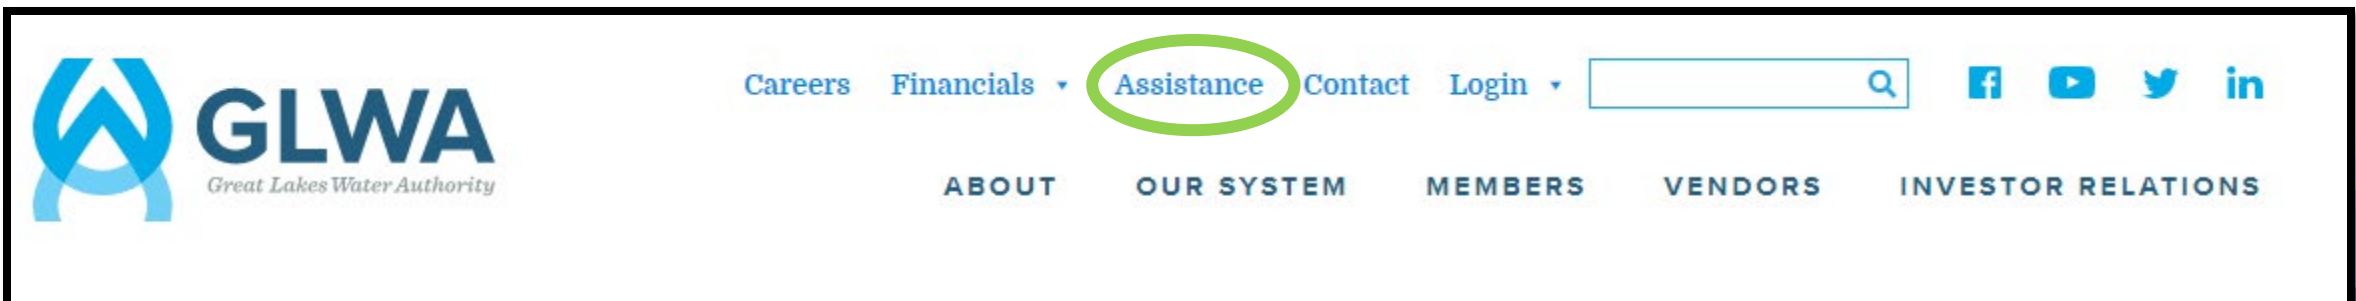 Careers Financials Assistance Contact Login
GLWA
Great Lakes Water Authority
ABOUT OUR SYSTEM MEMBERS VENDORS INVESTOR RELATIONS